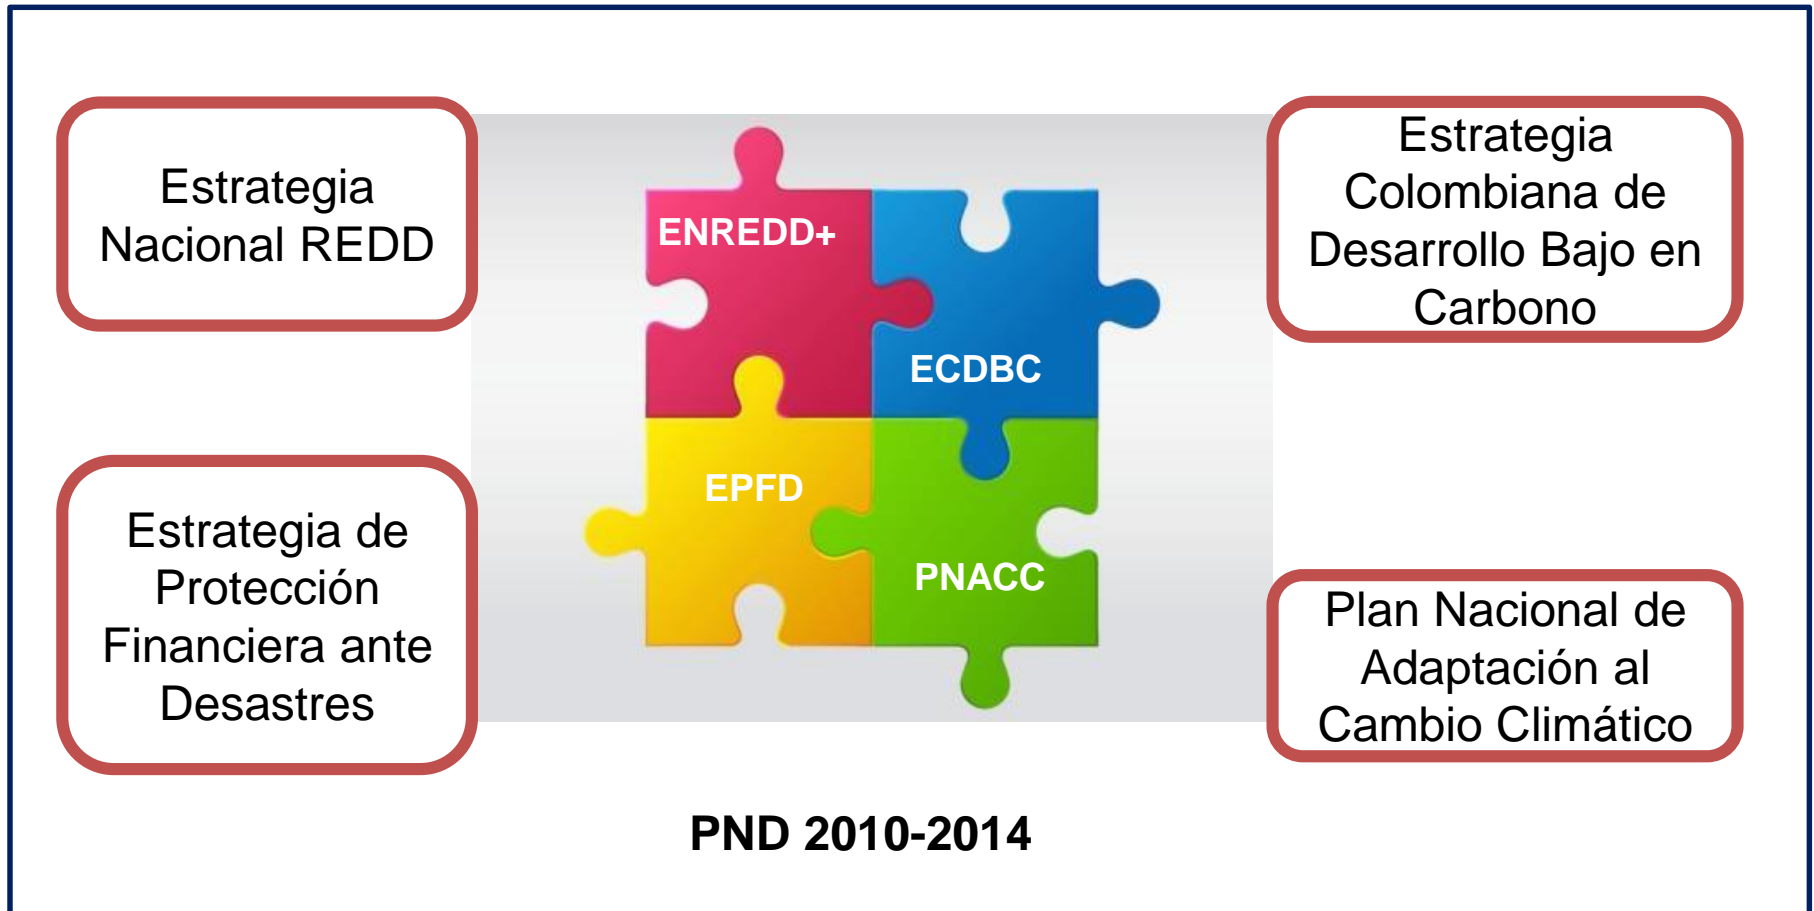 Estrategia
Nacional REDD
ENREDD+
Estrategia
Colombiana de
Desarrollo Bajo en
Carbono
ECDBC
Estrategia de
Protección
Financiera ante
Desastres
EPFD
PNACC
Plan Nacional de
Adaptación al
Cambio Climático
PND 2010-2014